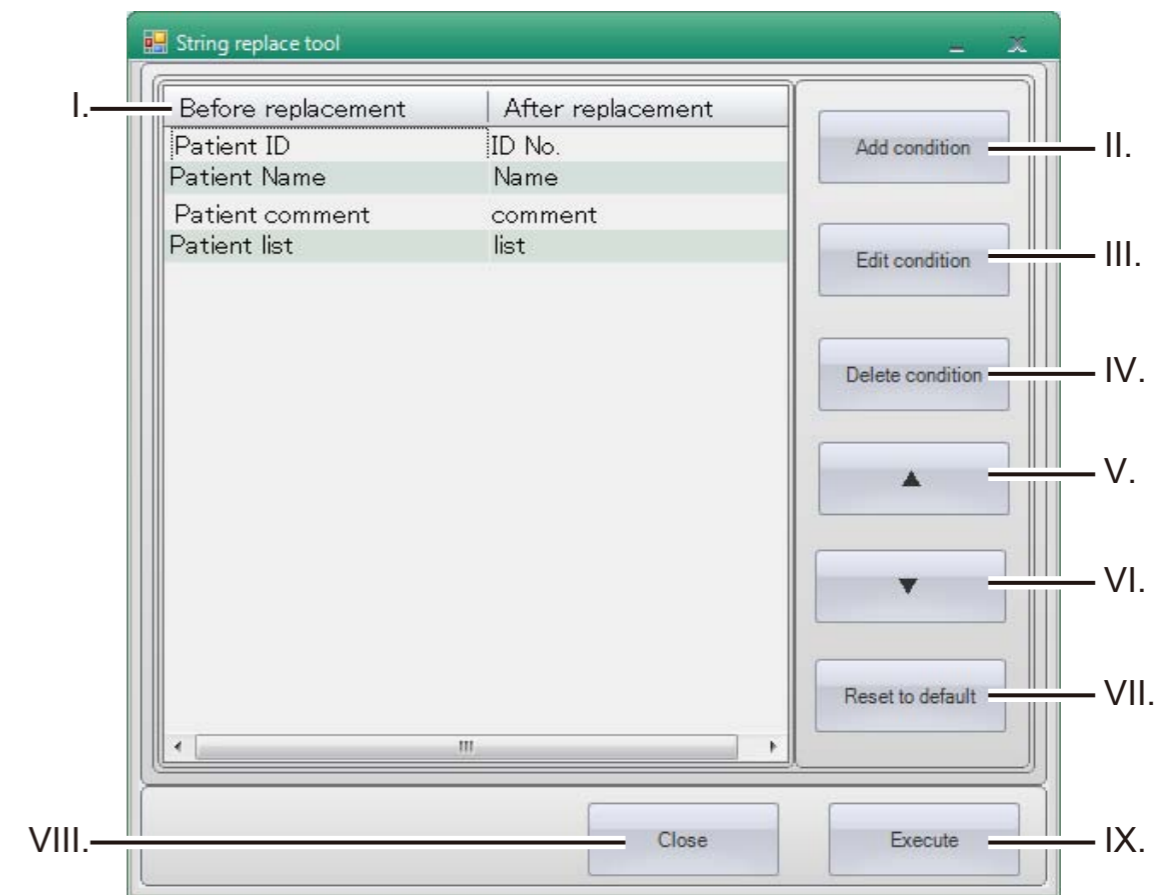 String replace tool
I.
Before replacement After replacement
Patient ID ID No.
Patient Name Name
Patient comment comment
Patient list list
Add condition II.
Edit condition III.
Delete condition IV.
▲ V.
▼ VI.
Reset to default VII.
VIII. Close Execute IX.